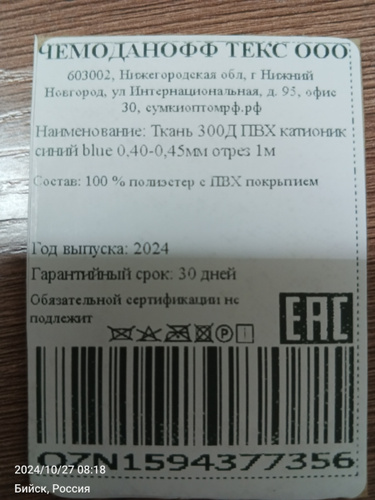 ЧЕМОДАНОФФ ТЕКС ООО
603002, Нижегородская обл, г Нижний
Новгород, ул Интернациональная, д. 95, офис
30, сумкиоптомрф.рф
Наименование: Ткань 300Д ПВХ катионик
синий blue 0,40-0,45мм отрез 1м
Состав: 100 % полиэстер с ПВХ покрытием
Год выпуска: 2024
Гарантийный срок: 30 дней
Обязательной сертификации не
подлежит
EAC
OZN1594377356
2024/10/27 08:18
Бийск, Россия